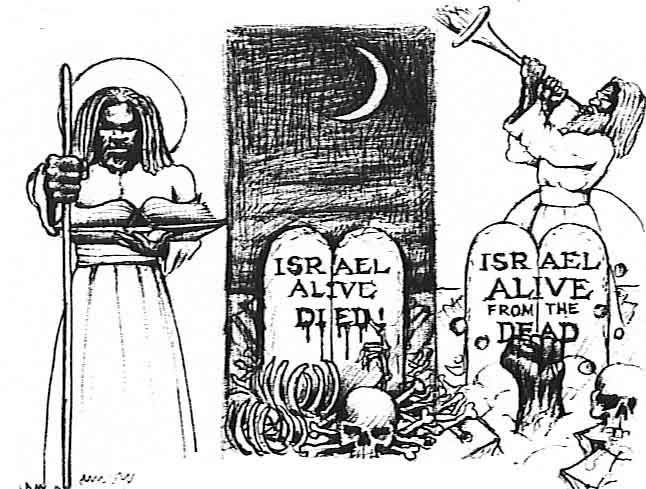 ISRAEL
ALIVE
DIED!
ISRAEL
ALIVE
FROM THE
DEAD